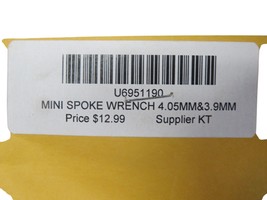 U6951190
MINI SPOKE WRENCH 4.05MM&3.9MM
Price $12.99 Supplier KT